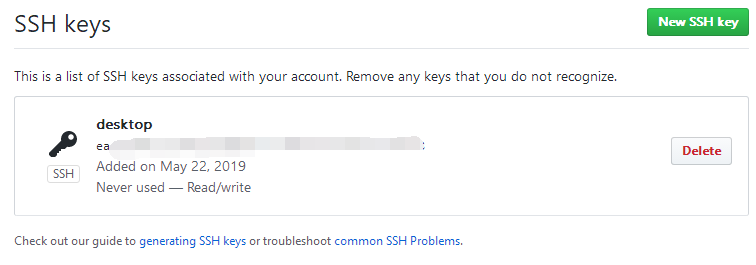 SSH keys
New SSH key
This is a list of SSH keys associated with your account. Remove any keys that you do not recognize.
desktop
ea
SSH
Added on May 22, 2019
Never used — Read/write
Delete
Check out our guide to generating SSH keys or troubleshoot common SSH Problems.